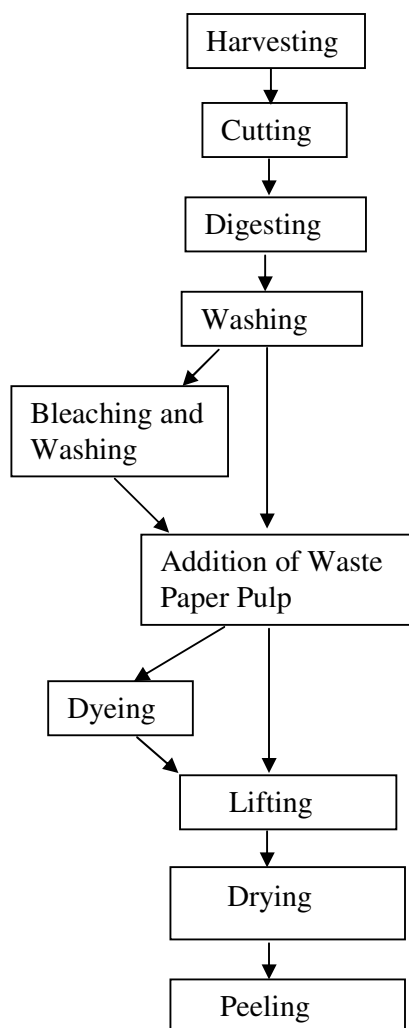 Harvesting
Cutting
Digesting
Washing
Bleaching and
Washing
Addition of Waste
Paper Pulp
Dyeing
Lifting
Drying
Peeling